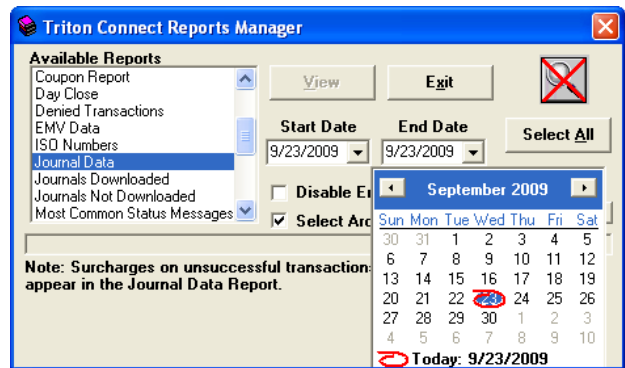 Triton Connect Reports Manager
Available Reports
Coupon Report
Day Close
Denied Transactions
EMV Data
ISO Numbers
Journal Data
Journals Downloaded
Journals Not Downloaded
Most Common Status Messages
View
Exit
Start Date
End Date
Select All
9/23/2009
9/23/2009
Disable
Select
Note: Surcharges on unsuccessful
appear in the Journal Data Report.
September 2009
Sun Mon Tue Wed Thu Fri Sat
30 31 1 2 3 4 5
6 7 8 9 10 11 12
13 14 15 16 17 18 19
20 21 22 23 24 25 26
27 28 29 30 1 2 3
4 5 6 7 8 9 10
Today: 9/23/2009